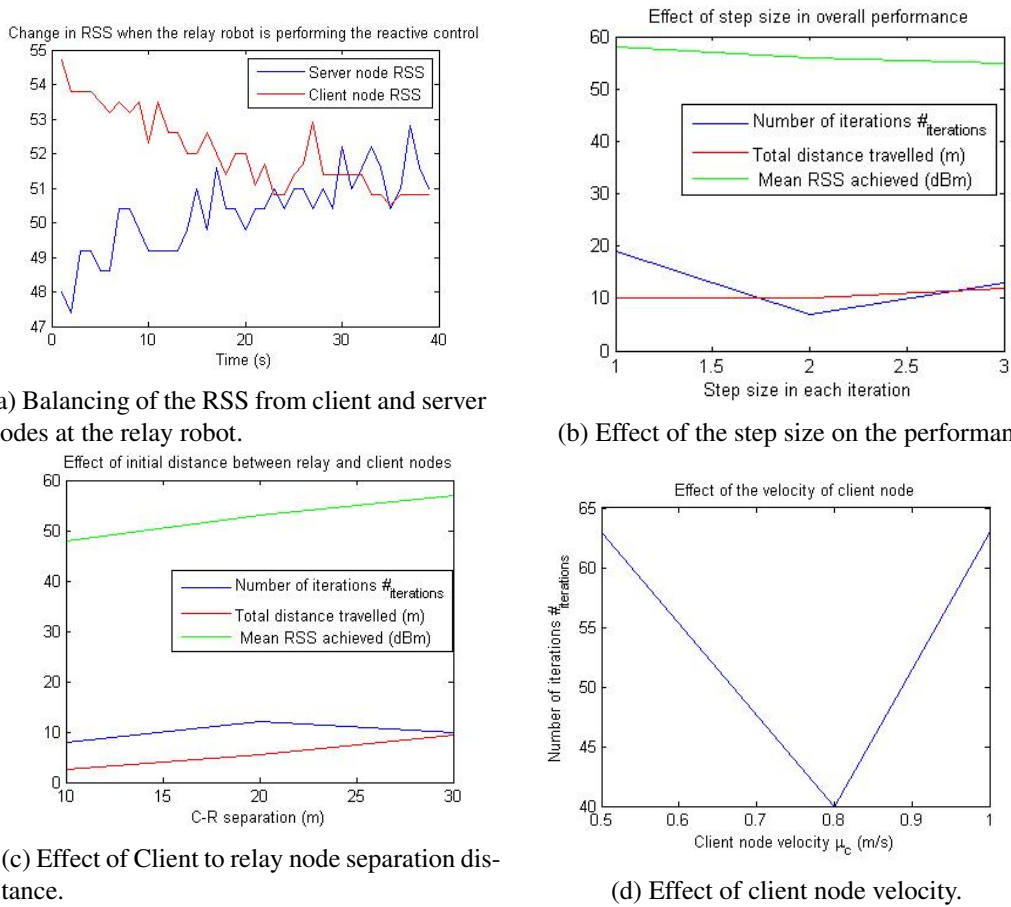 Change in RSS when the relay robot is performing the reactive control
55
54
53
52
51
50
49
48
47
Server node RSS
Client node RSS
0
10
20
30
40
Time (s)
a) Balancing of the RSS from client and server
odes at the relay robot.
Effect of step size in overall performance
60
50
40
30
20
10
0
Number of iterations #iterations
Total distance travelled (m)
Mean RSS achieved (dBm)
1
1.5
2
2.5
3
Step size in each iteration
(b) Effect of the step size on the performan
Effect of initial distance between relay and client nodes
60
50
40
30
20
10
0
Number of iterations #iterations
Total distance travelled (m)
Mean RSS achieved (dBm)
10
15
20
25
30
C-R separation (m)
(c) Effect of Client to relay node separation dis-
tance.
Effect of the velocity of client node
65
60
55
50
45
40
Number of iterations #iterations
0.5
0.6
0.7
0.8
0.9
1
Client node velocity μc (m/s)
(d) Effect of client node velocity.